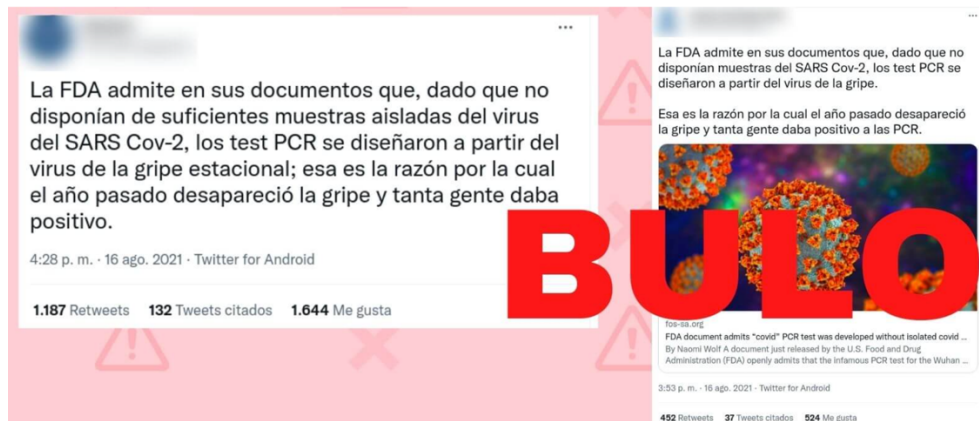 La FDA admite en sus documentos que, dado que no
disponían de suficientes muestras aisladas del virus
del SARS Cov-2, los test PCR se diseñaron a partir del
virus de la gripe estacional; esa es la razón por la cual
el año pasado desapareció la gripe y tanta gente daba
positivo.
4:28 p. m. · 16 ago. 2021 · Twitter for Android
1.187 Retweets 132 Tweets citados 1.644 Me gusta
La FDA admite en sus documentos que, dado que no
disponían muestras del SARS Cov-2, los test PCR se
diseñaron a partir del virus de la gripe.
Esa es la razón por la cual el año pasado desapareció
la gripe y tanta gente daba positivo a las PCR.
BULO
fos-sa.org
FDA document admits "covid" PCR test was developed without isolated covid ...
By Naomi Wolf A document just released by the U.S. Food and Drug
Administration (FDA) openly admits that the infamous PCR test for the Wuhan ...
3:53 p. m. · 16 ago. 2021 · Twitter for Android
452 Retweets 37 Tweets citados 524 Me gusta